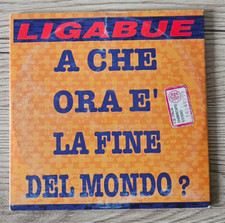 LIGABUE
A CHE
ORA E'
LA FINE
DEL MONDO?